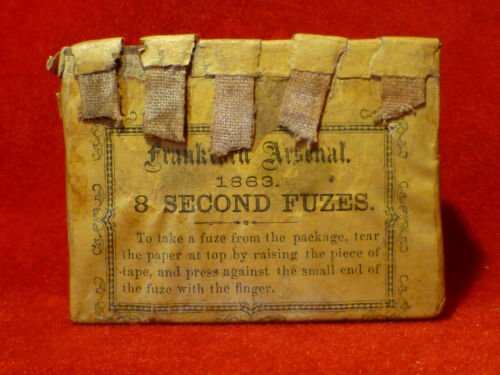 Frankford Arsenal.
1863.
8 SECOND FUZES.
To take a fuze from the package, tear
the paper at top by raising the piece of
tape, and press against the small end of
the fuze with the finger.